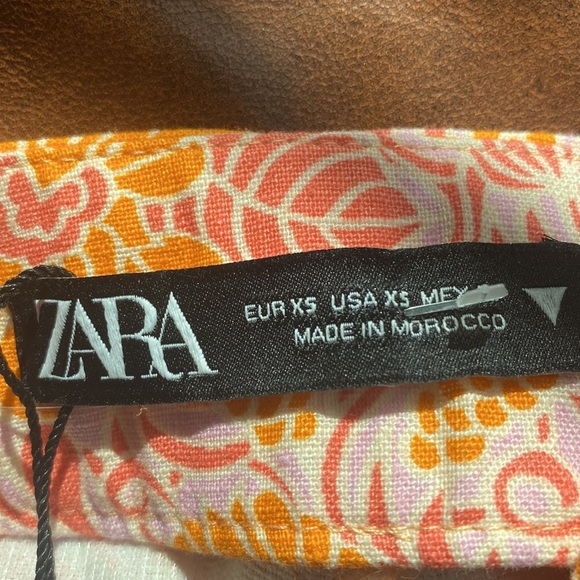 ZARA
EUR XS USA XS MEX
MADE IN MOROCCO